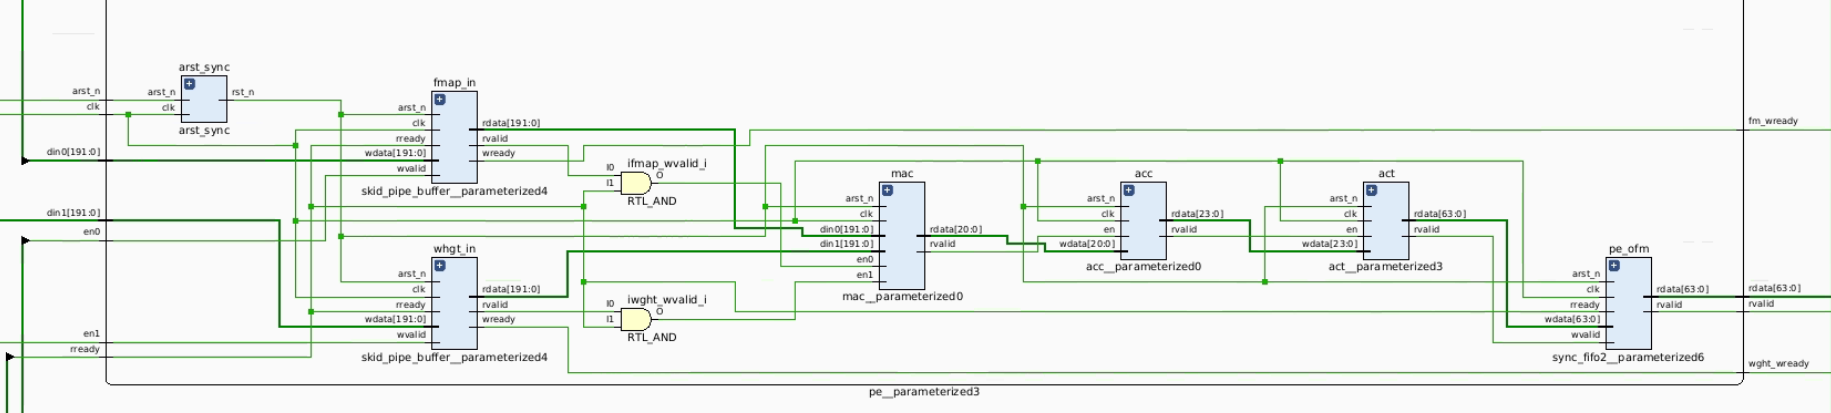 arst_sync
arst_n
clk
arst_n
clk
rst_n
arst_sync
din0[191:0]
din1[191:0]
en0
en1
rready
fmap_in
arst_n
clk
rready
wdata[191:0]
wvalid
rdata[191:0]
rvalid
wready
skid_pipe_buffer__parameterized4
whgt_in
arst_n
clk
rready
wdata[191:0]
wvalid
rdata[191:0]
rvalid
wready
skid_pipe_buffer__parameterized4
ifmap_wvalid_i
I0
I1
O
RTL_AND
iwght_wvalid_i
I0
I1
O
RTL_AND
mac
arst_n
clk
din0[191:0]
din1[191:0]
en0
en1
rdata[20:0]
rvalid
mac__parameterized0
acc
arst_n
clk
en
wdata[20:0]
rdata[23:0]
rvalid
acc__parameterized0
act
arst_n
clk
en
wdata[23:0]
rdata[63:0]
rvalid
act__parameterized3
pe_ofm
arst_n
clk
rready
wdata[63:0]
wvalid
rdata[63:0]
rvalid
sync_fifo2__parameterized6
fm_wready
rdata[63:0]
rvalid
wght_wready
pe__parameterized3